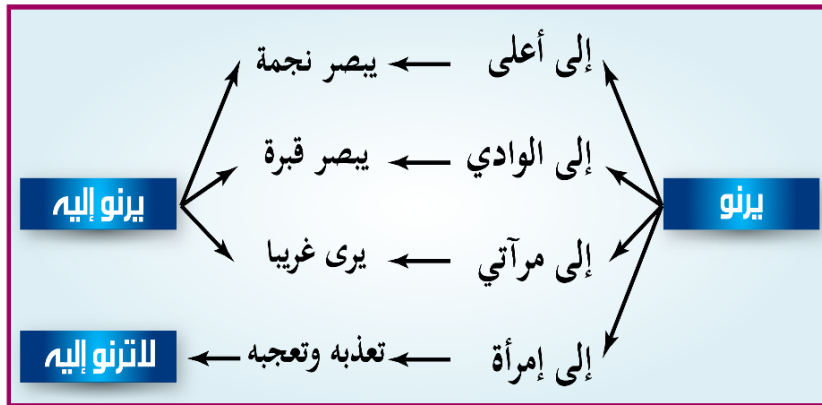 إلى أعلى يبصر نجمة
إلى الوادي يبصر قبرة
يرنو يرنو إليه
إلى مرآتي يرى غريبا
إلى إمرأة تعذبه وتعجبه لاترنو إليه